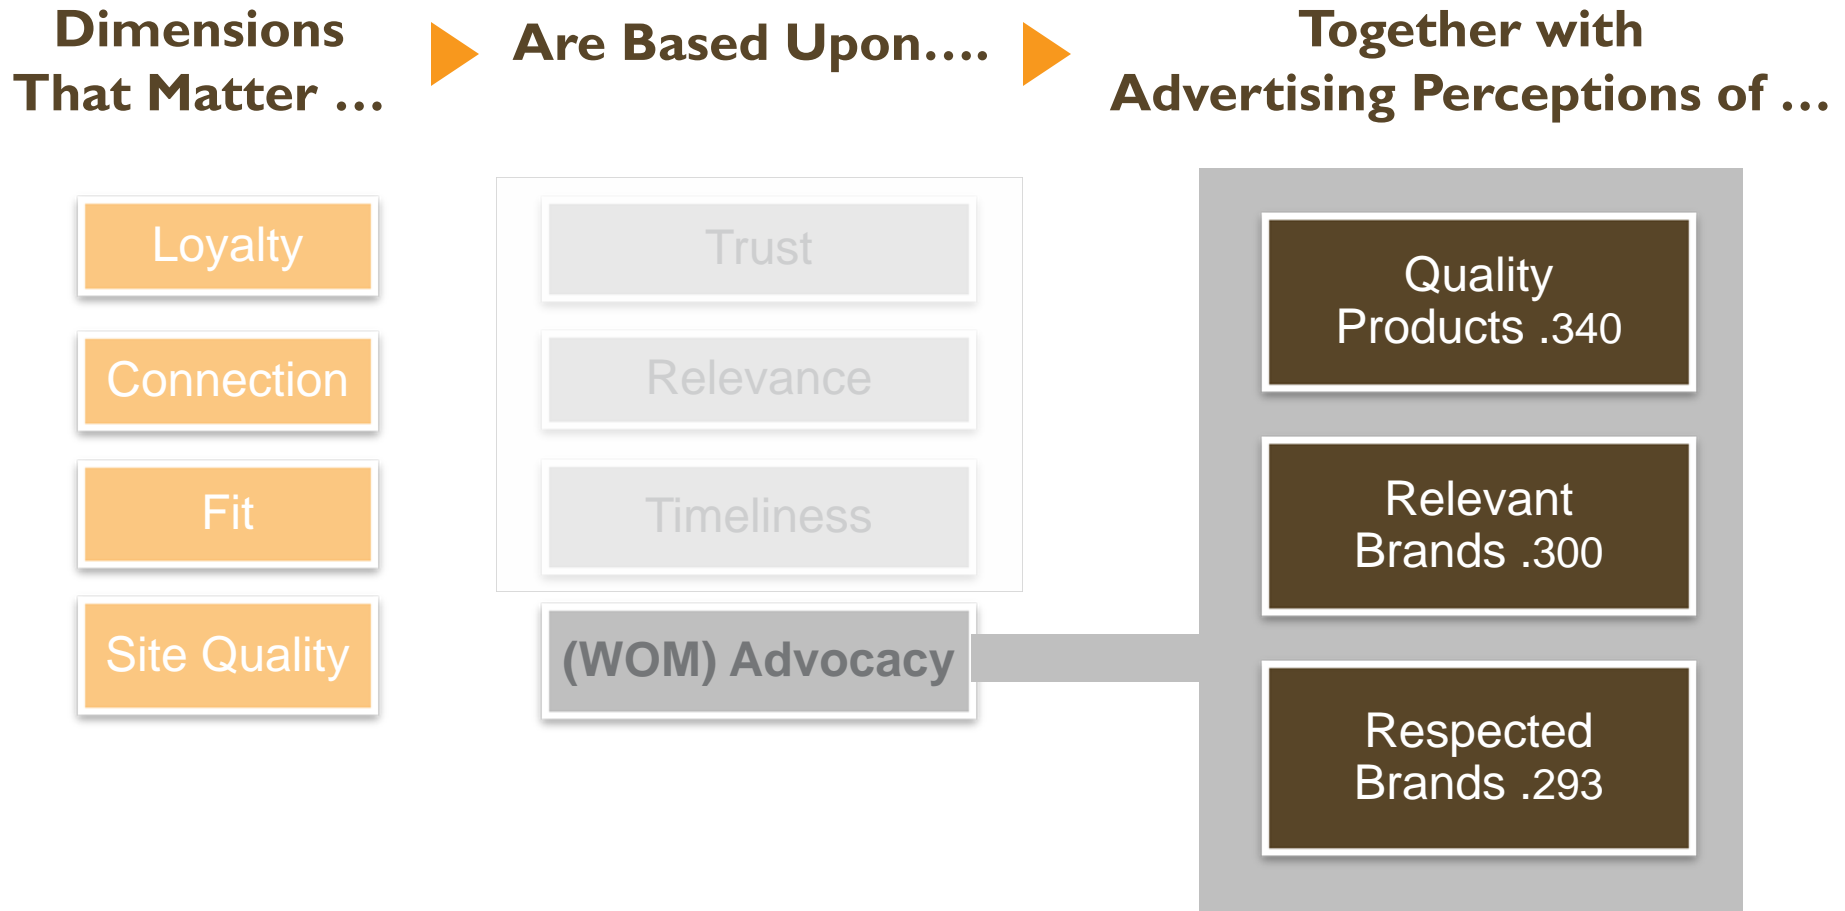 Dimensions
That Matter ...
Are Based Upon....
Together with
Advertising Perceptions of ...
Loyalty
Connection
Fit
Site Quality
Trust
Relevance
Timeliness
(WOM) Advocacy
Quality
Products .340
Relevant
Brands .300
Respected
Brands .293